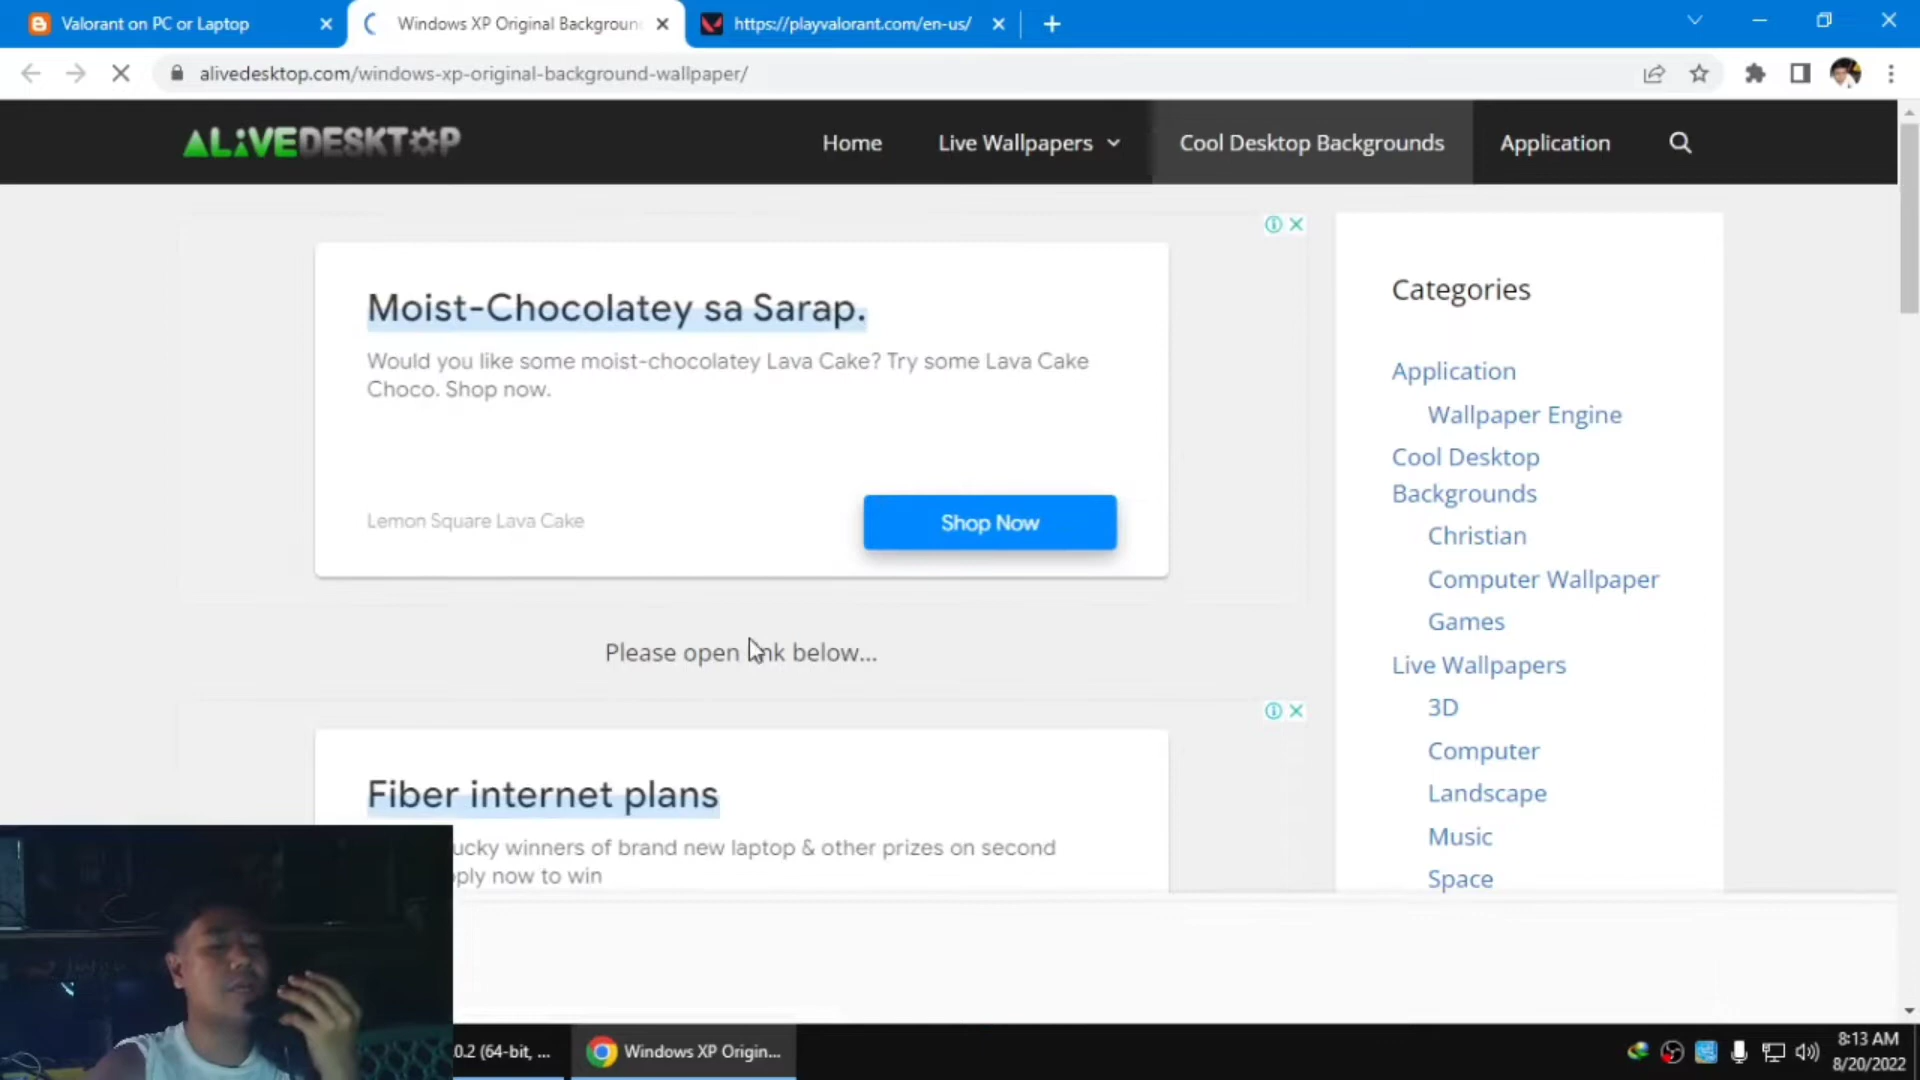 Valorant on PC or Laptop
Windows XP Original Backgroun
https://playvalorant.com/en-us/
alivedesktop.com/windows-xp-original-background-wallpaper/
ALIVEDESKTOP
Home
Live Wallpapers
Cool Desktop Backgrounds
Application
Moist-Chocolatey sa Sarap.
Would you like some moist-chocolatey Lava Cake? Try some Lava Cake
Choco. Shop now.
Lemon Square Lava Cake
Shop Now
Please open link below...
Fiber internet plans
ucky winners of brand new laptop & other prizes on second
ply now to win
Categories
Application
Wallpaper Engine
Cool Desktop
Backgrounds
Christian
Computer Wallpaper
Games
Live Wallpapers
3D
Computer
Landscape
Music
Space
0.2 (64-bit, ...
Windows XP Origin...
8:13 AM
8/20/2022